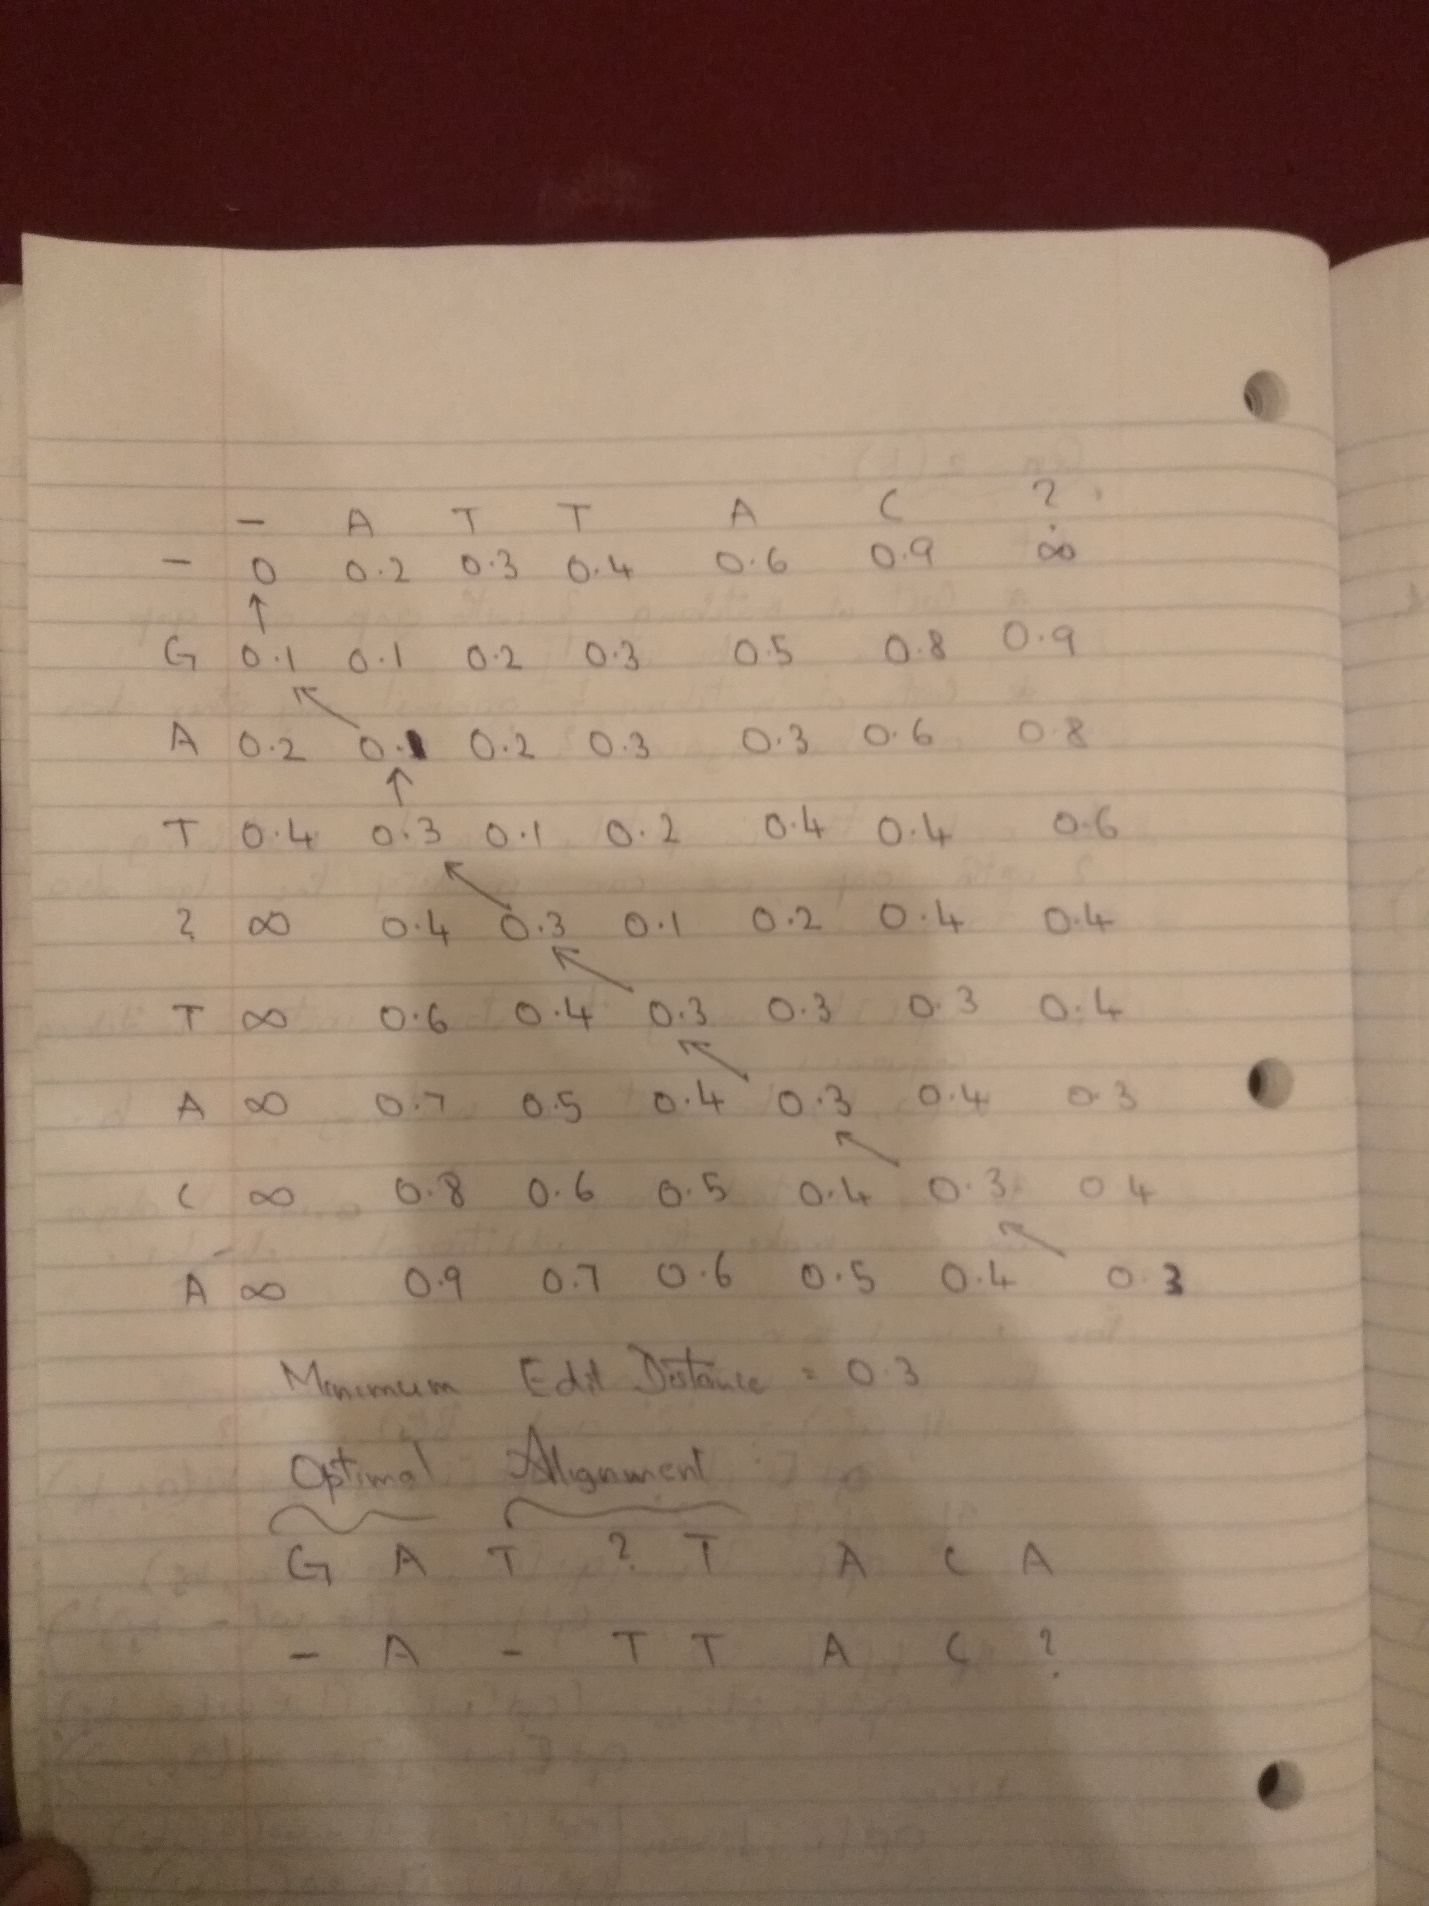 - A T T A C ?
- 0 0.2 0.3 0.4 0.6 0.9 ∞
↑
G 0.1 0.1 0.2 0.3 0.5 0.8 0.9
↖
A 0.2 0.1 0.2 0.3 0.3 0.6 0.8
↑
T 0.4 0.3 0.1 0.2 0.4 0.4 0.6
↖
? ∞ 0.4 0.3 0.1 0.2 0.4 0.4
↖
T ∞ 0.6 0.4 0.3 0.3 0.3 0.4
↖
A ∞ 0.7 0.5 0.4 0.3 0.4 0.3
↖
C ∞ 0.8 0.6 0.5 0.4 0.3 0.4
↖
A ∞ 0.9 0.7 0.6 0.5 0.4 0.3
Minimum Edit Distance = 0.3
Optimal Alignment
G A T ? T A C A
- A - T T A C ?